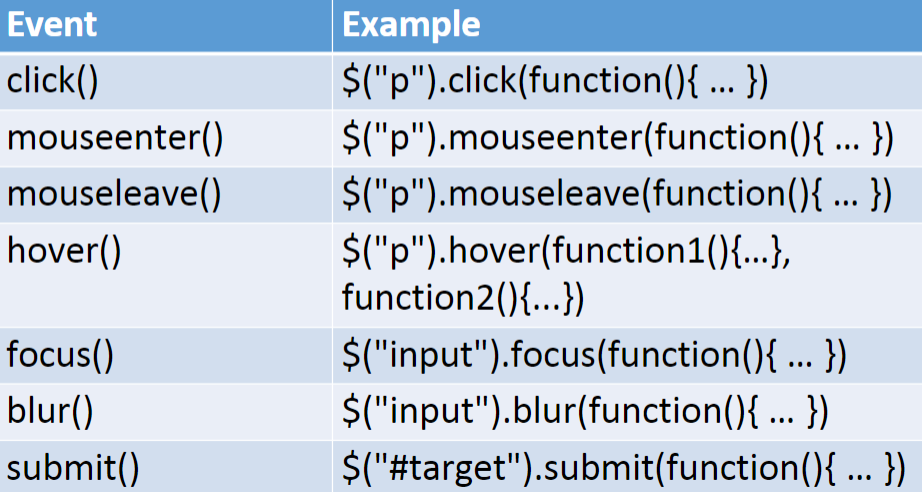 Event Example
click() $("p").click(function(){ ... })
mouseenter() $("p").mouseenter(function(){ ... })
mouseleave() $("p").mouseleave(function(){ ... })
hover() $("p").hover(function1(){...},
function2(){...})
focus() $("input").focus(function(){ ... })
blur() $("input").blur(function(){ ... })
submit() $("#target").submit(function(){ ... })